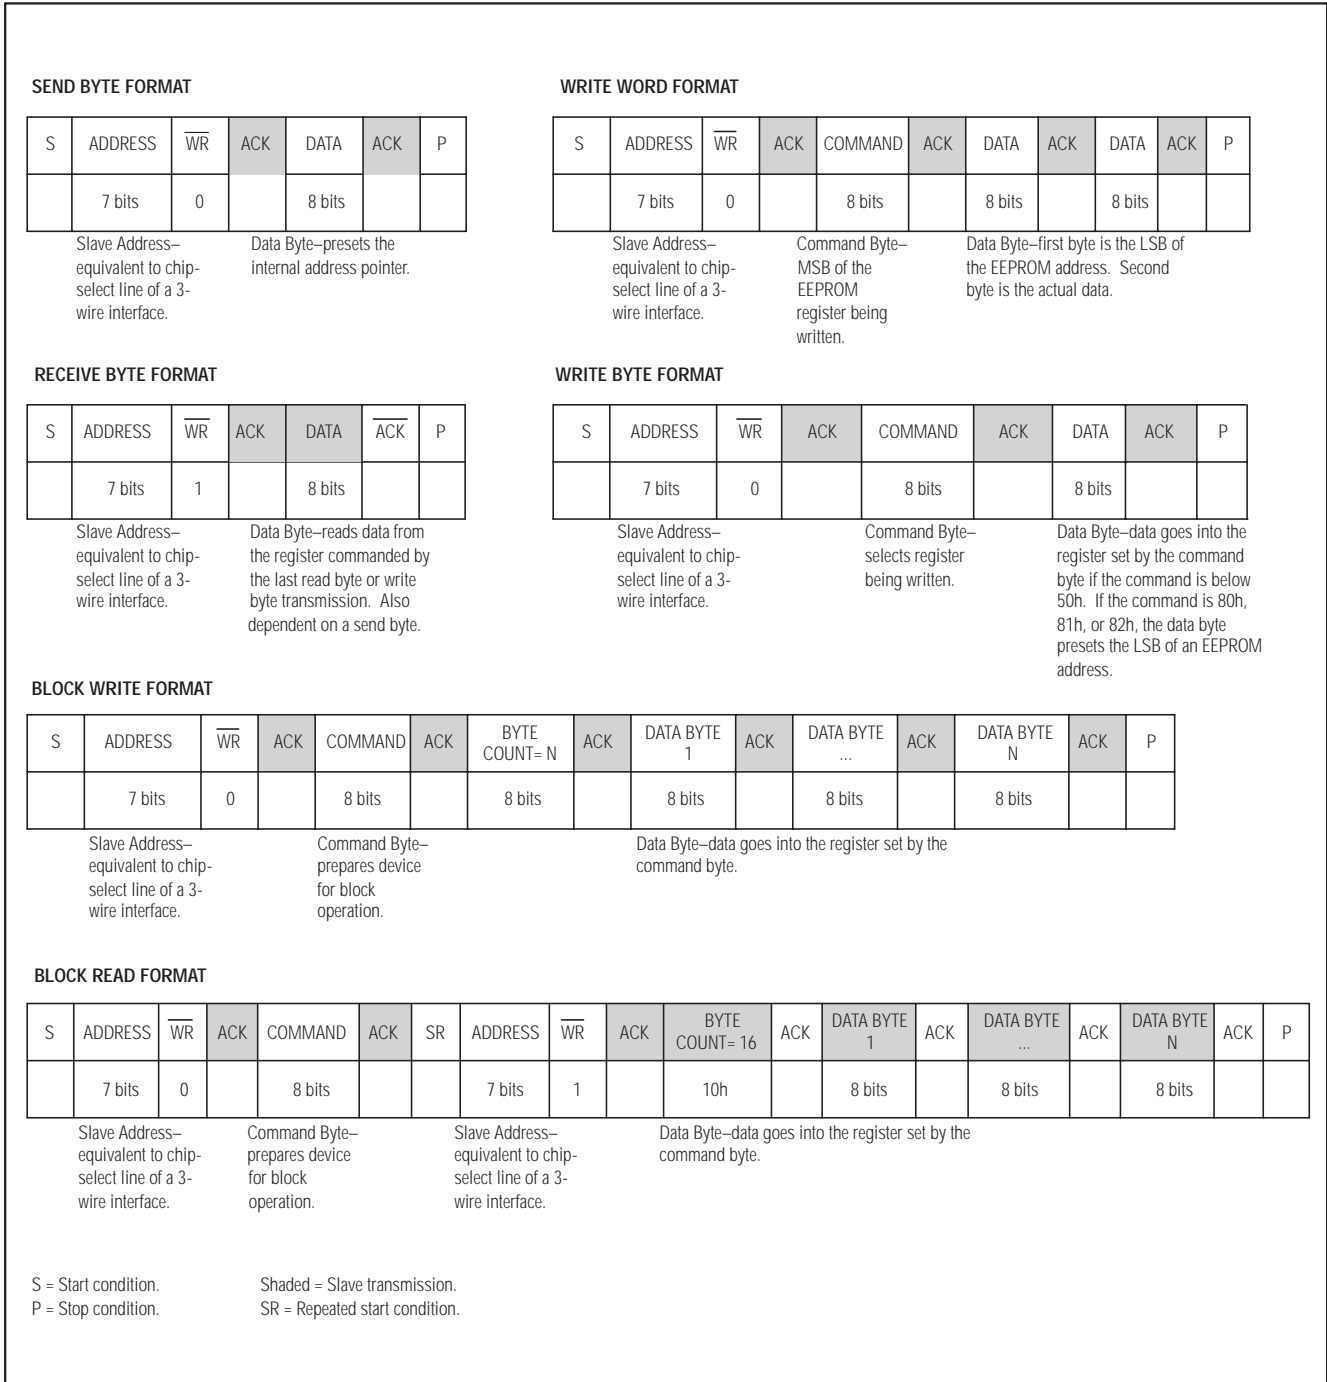 SEND BYTE FORMAT
S ADDRESS WR ACK DATA ACK P
7 bits 0 8 bits
Slave Address–
equivalent to chip-
select line of a 3-
wire interface.
Data Byte–presets the
internal address pointer.
WRITE WORD FORMAT
S ADDRESS WR ACK COMMAND ACK DATA ACK DATA ACK P
7 bits 0 8 bits 8 bits 8 bits
Slave Address–
equivalent to chip-
select line of a 3-
wire interface.
Command Byte–
MSB of the
EEPROM
register being
written.
Data Byte–first byte is the LSB of
the EEPROM address. Second
byte is the actual data.
RECEIVE BYTE FORMAT
S ADDRESS WR ACK DATA ACK P
7 bits 1 8 bits
Slave Address–
equivalent to chip-
select line of a 3-
wire interface.
Data Byte–reads data from
the register commanded by
the last read byte or write
byte transmission. Also
dependent on a send byte.
WRITE BYTE FORMAT
S ADDRESS WR ACK COMMAND ACK DATA ACK P
7 bits 0 8 bits 8 bits
Slave Address–
equivalent to chip-
select line of a 3-
wire interface.
Command Byte–
selects register
being written.
Data Byte–data goes into the
register set by the command
byte if the command is below
50h. If the command is 80h,
81h, or 82h, the data byte
presets the LSB of an EEPROM
address.
BLOCK WRITE FORMAT
S ADDRESS WR ACK COMMAND ACK BYTE COUNT= N ACK DATA BYTE 1 ACK DATA BYTE ... ACK DATA BYTE N ACK P
7 bits 0 8 bits 8 bits 8 bits 8 bits 8 bits
Slave Address–
equivalent to chip-
select line of a 3-
wire interface.
Command Byte–
prepares device
for block
operation.
Data Byte–data goes into the register set by the
command byte.
BLOCK READ FORMAT
S ADDRESS WR ACK COMMAND ACK SR ADDRESS WR ACK BYTE COUNT= 16 ACK DATA BYTE 1 ACK DATA BYTE ... ACK DATA BYTE N ACK P
7 bits 0 8 bits 7 bits 1 10h 8 bits 8 bits 8 bits
Slave Address–
equivalent to chip-
select line of a 3-
wire interface.
Command Byte–
prepares device
for block
operation.
Slave Address–
equivalent to chip-
select line of a 3-
wire interface.
Data Byte–data goes into the register set by the
command byte.
S = Start condition.
P = Stop condition.
Shaded = Slave transmission.
SR = Repeated start condition.